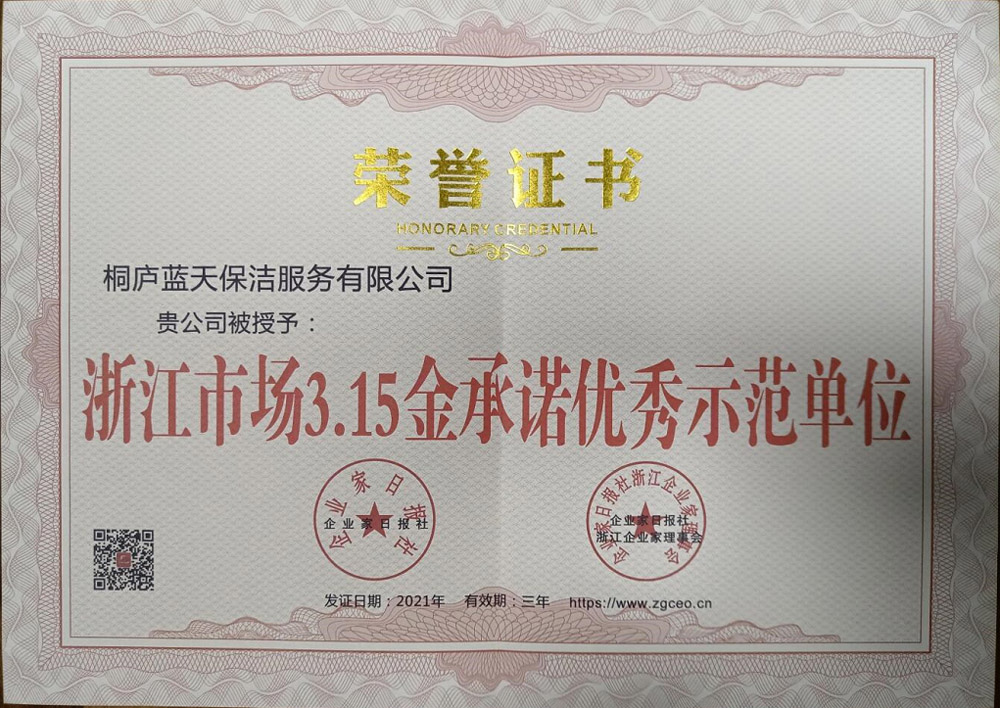 荣誉证书
HONORARY CREDENTIAL
桐庐蓝天保洁服务有限公司
贵公司被授予：
浙江市场3.15金承诺优秀示范单位
企业家日报社
企业家日报社
企业家日报社浙江企业家理事会
企业家日报社
浙江企业家理事会
发证日期：2021年 有效期：三年 https://www.zgceo.cn